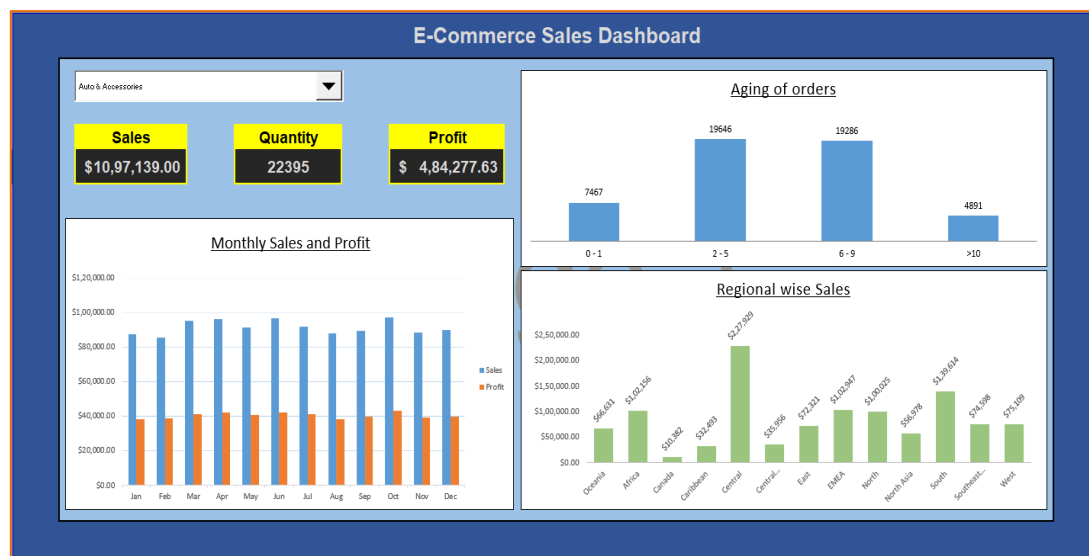 E-Commerce Sales Dashboard
Auto & Accessories
Sales
$10,97,139.00
Quantity
22395
Profit
$ 4,84,277.63
Monthly Sales and Profit
$1,20,000.00
$1,00,000.00
$80,000.00
$60,000.00
$40,000.00
$20,000.00
$0.00
Jan Feb Mar Apr May Jun Jul Aug Sep Oct Nov Dec
Sales
Profit
Aging of orders
7467 19646 19286 4891
0 - 1 2 - 5 6 - 9 >10
Regional wise Sales
$2,50,000.00
$2,00,000.00
$1,50,000.00
$1,00,000.00
$50,000.00
$0.00
$66,631 $1,02,156 $10,382 $32,493 $2,27,929 $35,956 $72,321 $1,02,947 $1,00,025 $56,978 $1,39,614 $74,598 $75,109
Oceania Africa Canada Caribbean Central Central... East EMEA North North Asia South Southeast... West